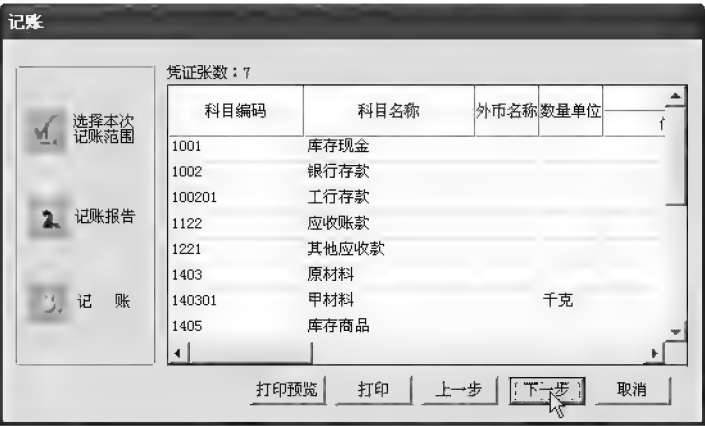 记账
凭证张数：7
选择本次
记账范围
2. 记账报告
3. 记 账
科目编码 科目名称 外币名称 数量单位
1001 库存现金
1002 银行存款
100201 工行存款
1122 应收账款
1221 其他应收款
1403 原材料
140301 甲材料 千克
1405 库存商品
打印预览 打印 上一步 下一步 取消